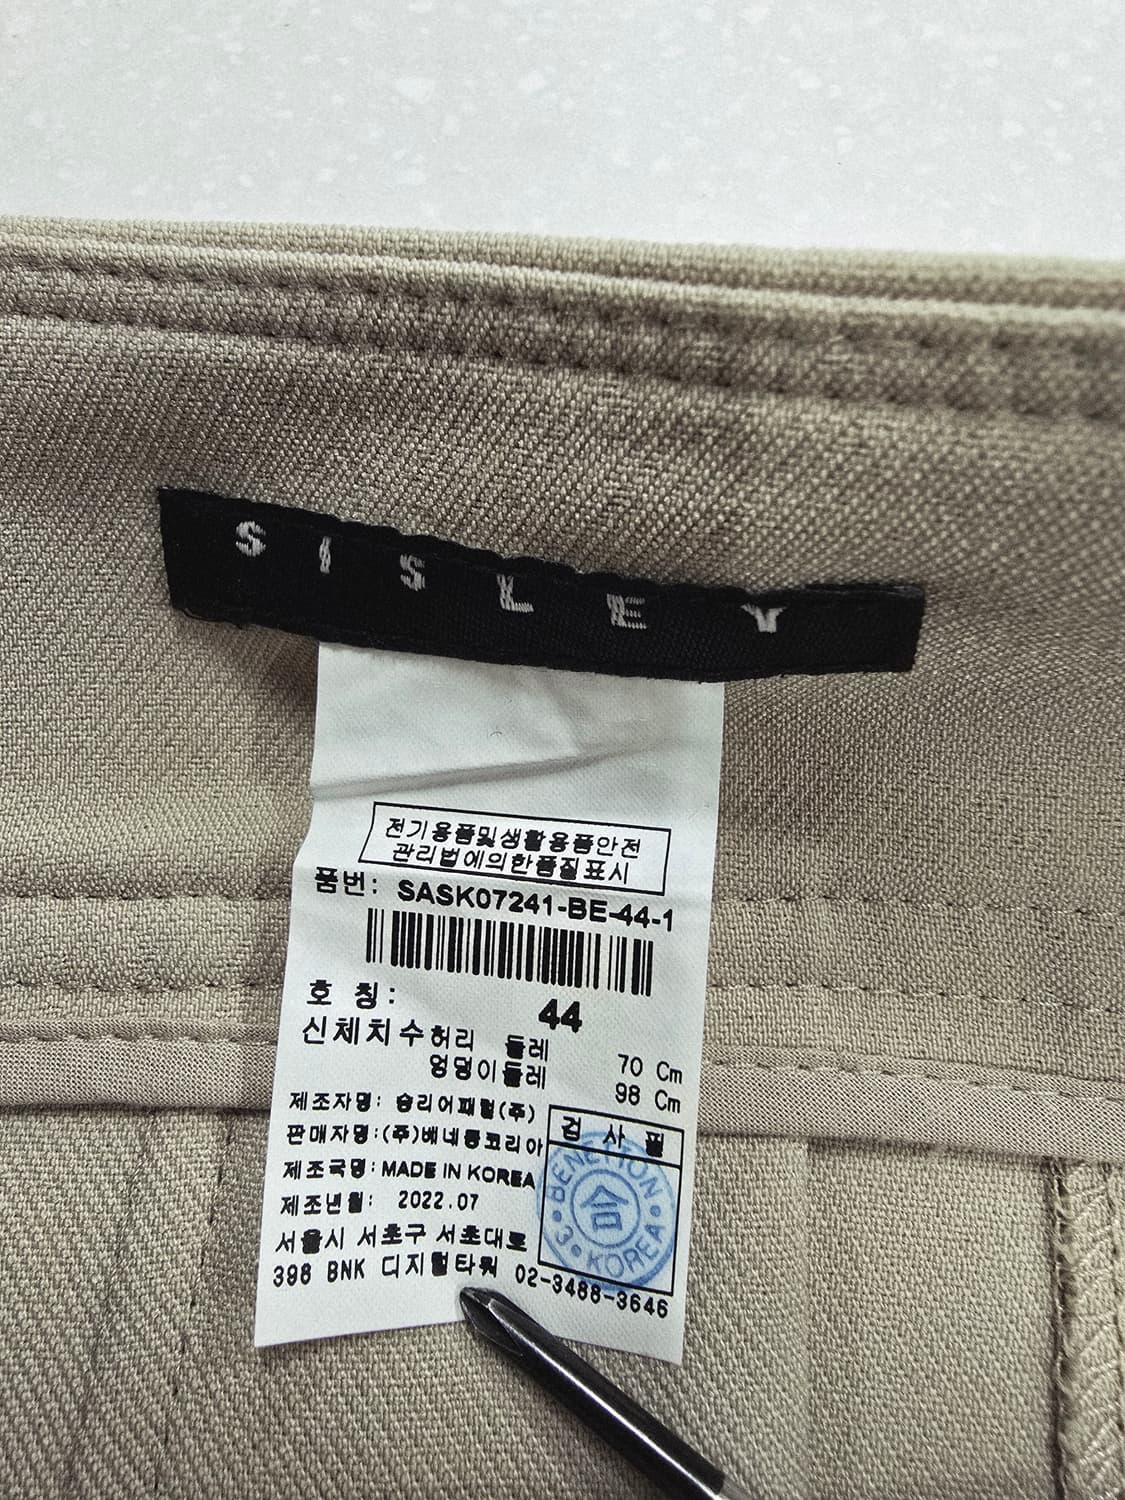 SISLEY
전기용품및생활용품안전
관리법에의한품질표시
품번: SASK07241-BE-44-1
호 칭: 44
신체치수허리 둘레 70 Cm
엉덩이둘레 98 Cm
제조자명: 승리어패럴(주)
판매자명:(주)베네통코리아
제조국명: MADE IN KOREA
제조년월: 2022.07
서울시 서초구 서초대로
398 BNK 디지털타워 02-3488-3646
검 사 필
BENETTON
合
3
KOREA